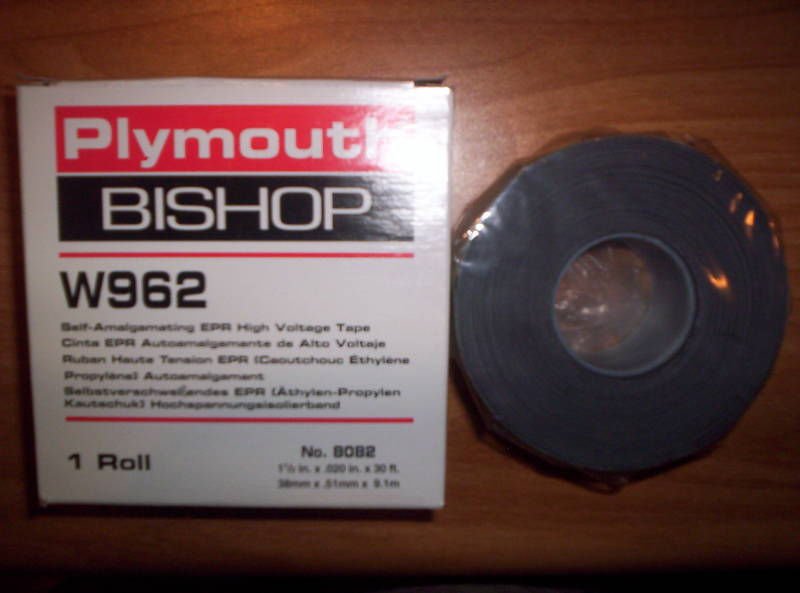 Plymouth
BISHOP
W962
Self-Amalgamating EPR High Voltage Tape
Cinta EPR Autoamalgamante de Alto Voltaje
Ruban Haute Tension EPR (Caoutchouc Éthylène
Propylène) Autoamalgamant
Selbstverschweißendes EPR (Äthylen-Propylen
Kautschuk) Hochspannungsisolierband
1 Roll
No. 8082
1½ in. x .020 in. x 30 ft.
38mm x .51mm x 9.1m